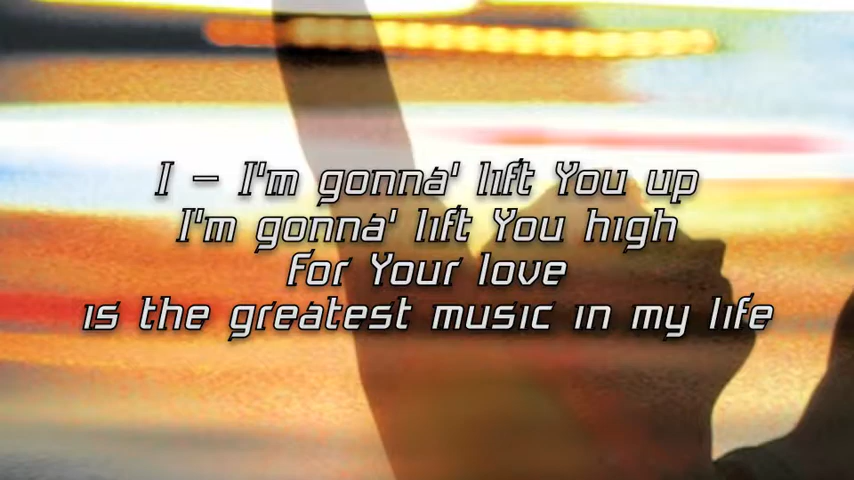 I – I'm gonna' lift You up
I'm gonna' lift You high
For Your love
is the greatest music in my life